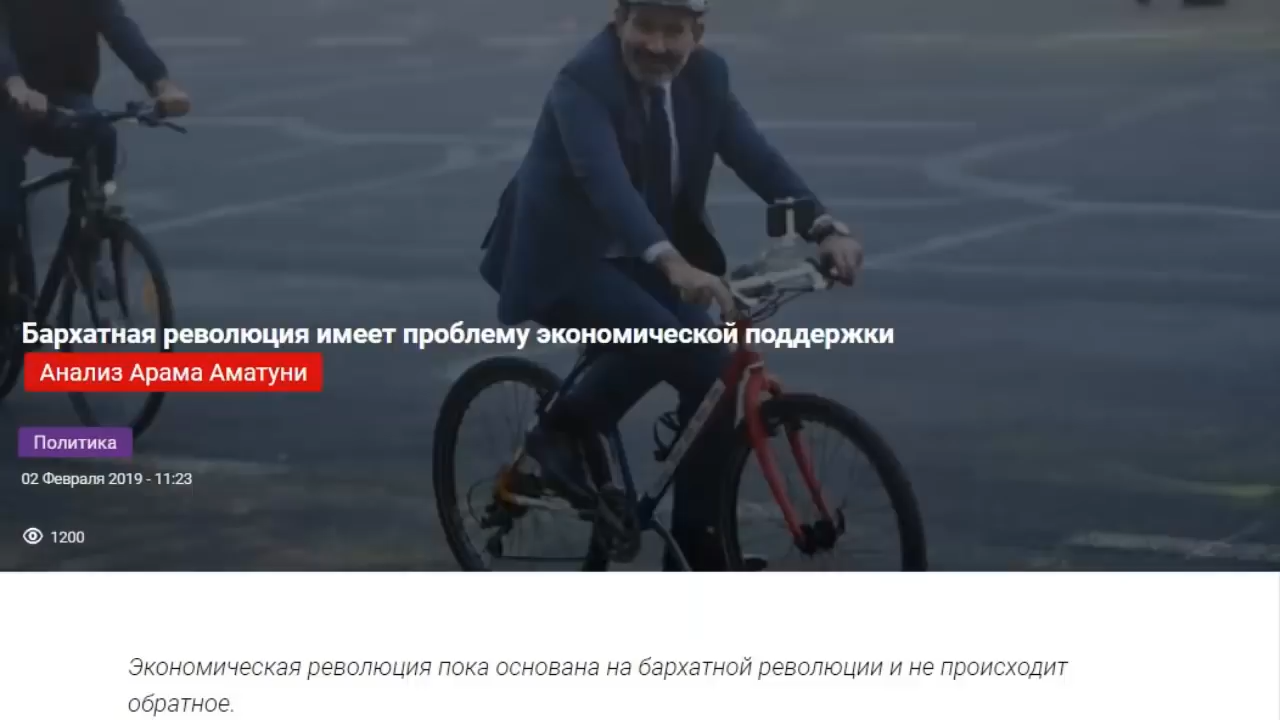 Бархатная революция имеет проблему экономической поддержки
Анализ Арама Аматуни
Политика
02 Февраля 2019 - 11:23
1200
Экономическая революция пока основана на бархатной революции и не происходит
обратное.